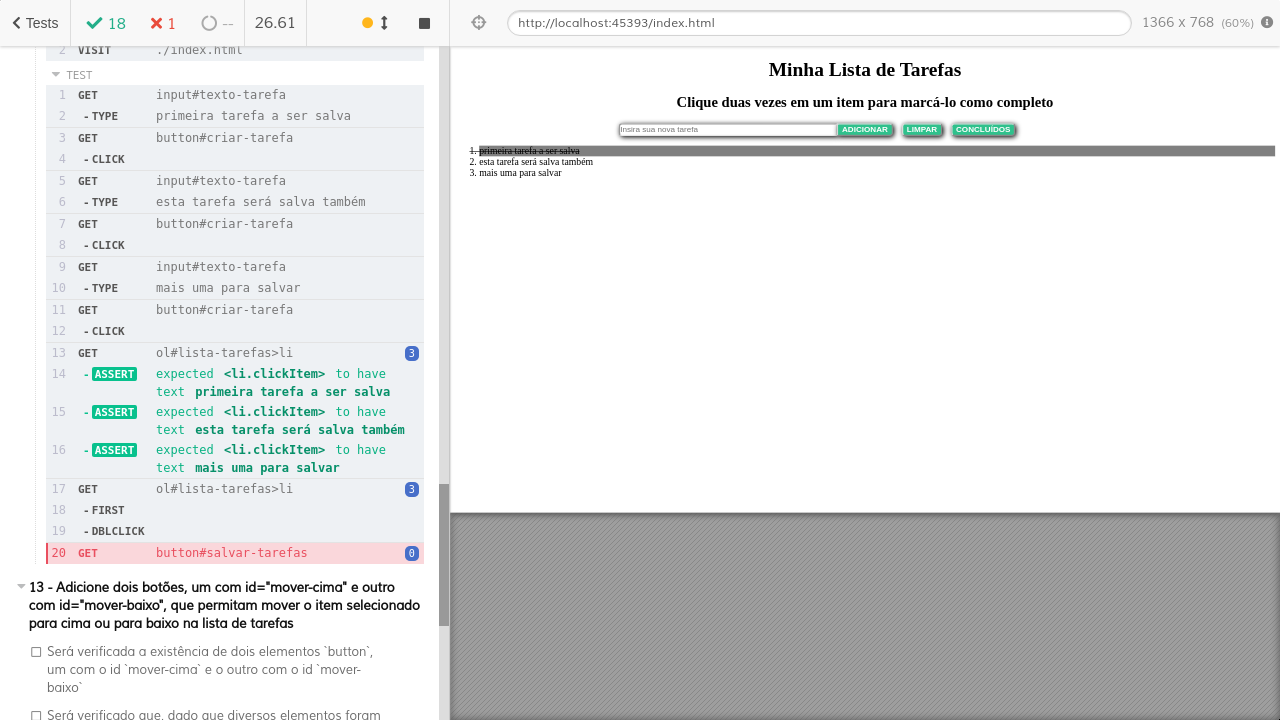 Tests 18 1 -- 26.61
http://localhost:45393/index.html 1366 x 768 (60%)
2 VISIT ./index.html
TEST
1 GET input#texto-tarefa
2 - TYPE primeira tarefa a ser salva
3 GET button#criar-tarefa
4 - CLICK
5 GET input#texto-tarefa
6 - TYPE esta tarefa será salva também
7 GET button#criar-tarefa
8 - CLICK
9 GET input#texto-tarefa
10 - TYPE mais uma para salvar
11 GET button#criar-tarefa
12 - CLICK
13 GET ol#lista-tarefas>li 3
14 - ASSERT expected <li.clickItem> to have
text primeira tarefa a ser salva
15 - ASSERT expected <li.clickItem> to have
text esta tarefa será salva também
16 - ASSERT expected <li.clickItem> to have
text mais uma para salvar
17 GET ol#lista-tarefas>li 3
18 - FIRST
19 - DBLCLICK
20 GET button#salvar-tarefas 0
13 - Adicione dois botões, um com id="mover-cima" e outro
com id="mover-baixo", que permitam mover o item selecionado
para cima ou para baixo na lista de tarefas
Será verificada a existência de dois elementos `button`,
um com o id `mover-cima` e o outro com o id `mover-
baixo`
Será verificado que, dado que diversos elementos foram
Minha Lista de Tarefas
Clique duas vezes em um item para marcá-lo como completo
Insira sua nova tarefa ADICIONAR LIMPAR CONCLUÍDOS
1. primeira tarefa a ser salva
2. esta tarefa será salva também
3. mais uma para salvar